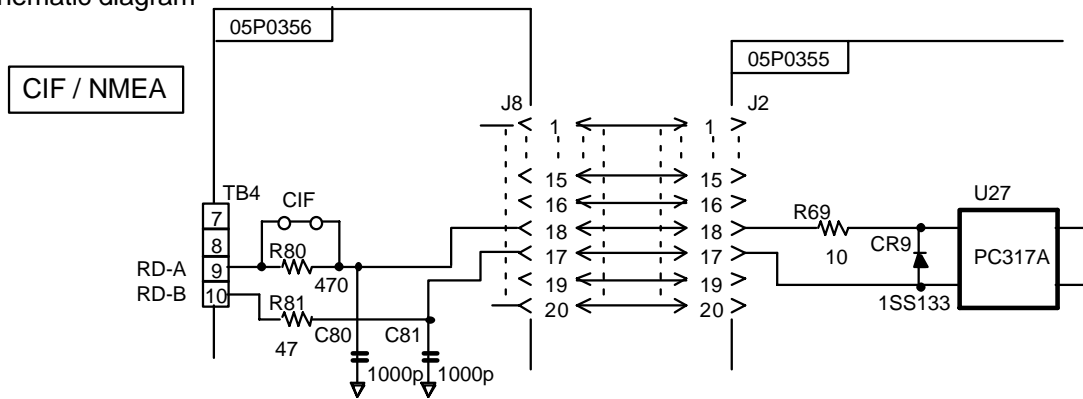 hematic diagram
05P0356
05P0355
CIF / NMEA
J8
J2
1
1
15
15
16
16
18
18
17
17
19
19
20
20
TB4
7
8
9
10
CIF
R80
470
RD-A
RD-B
R81
47
C80
C81
1000p
1000p
R69
10
CR9
1SS133
U27
PC317A